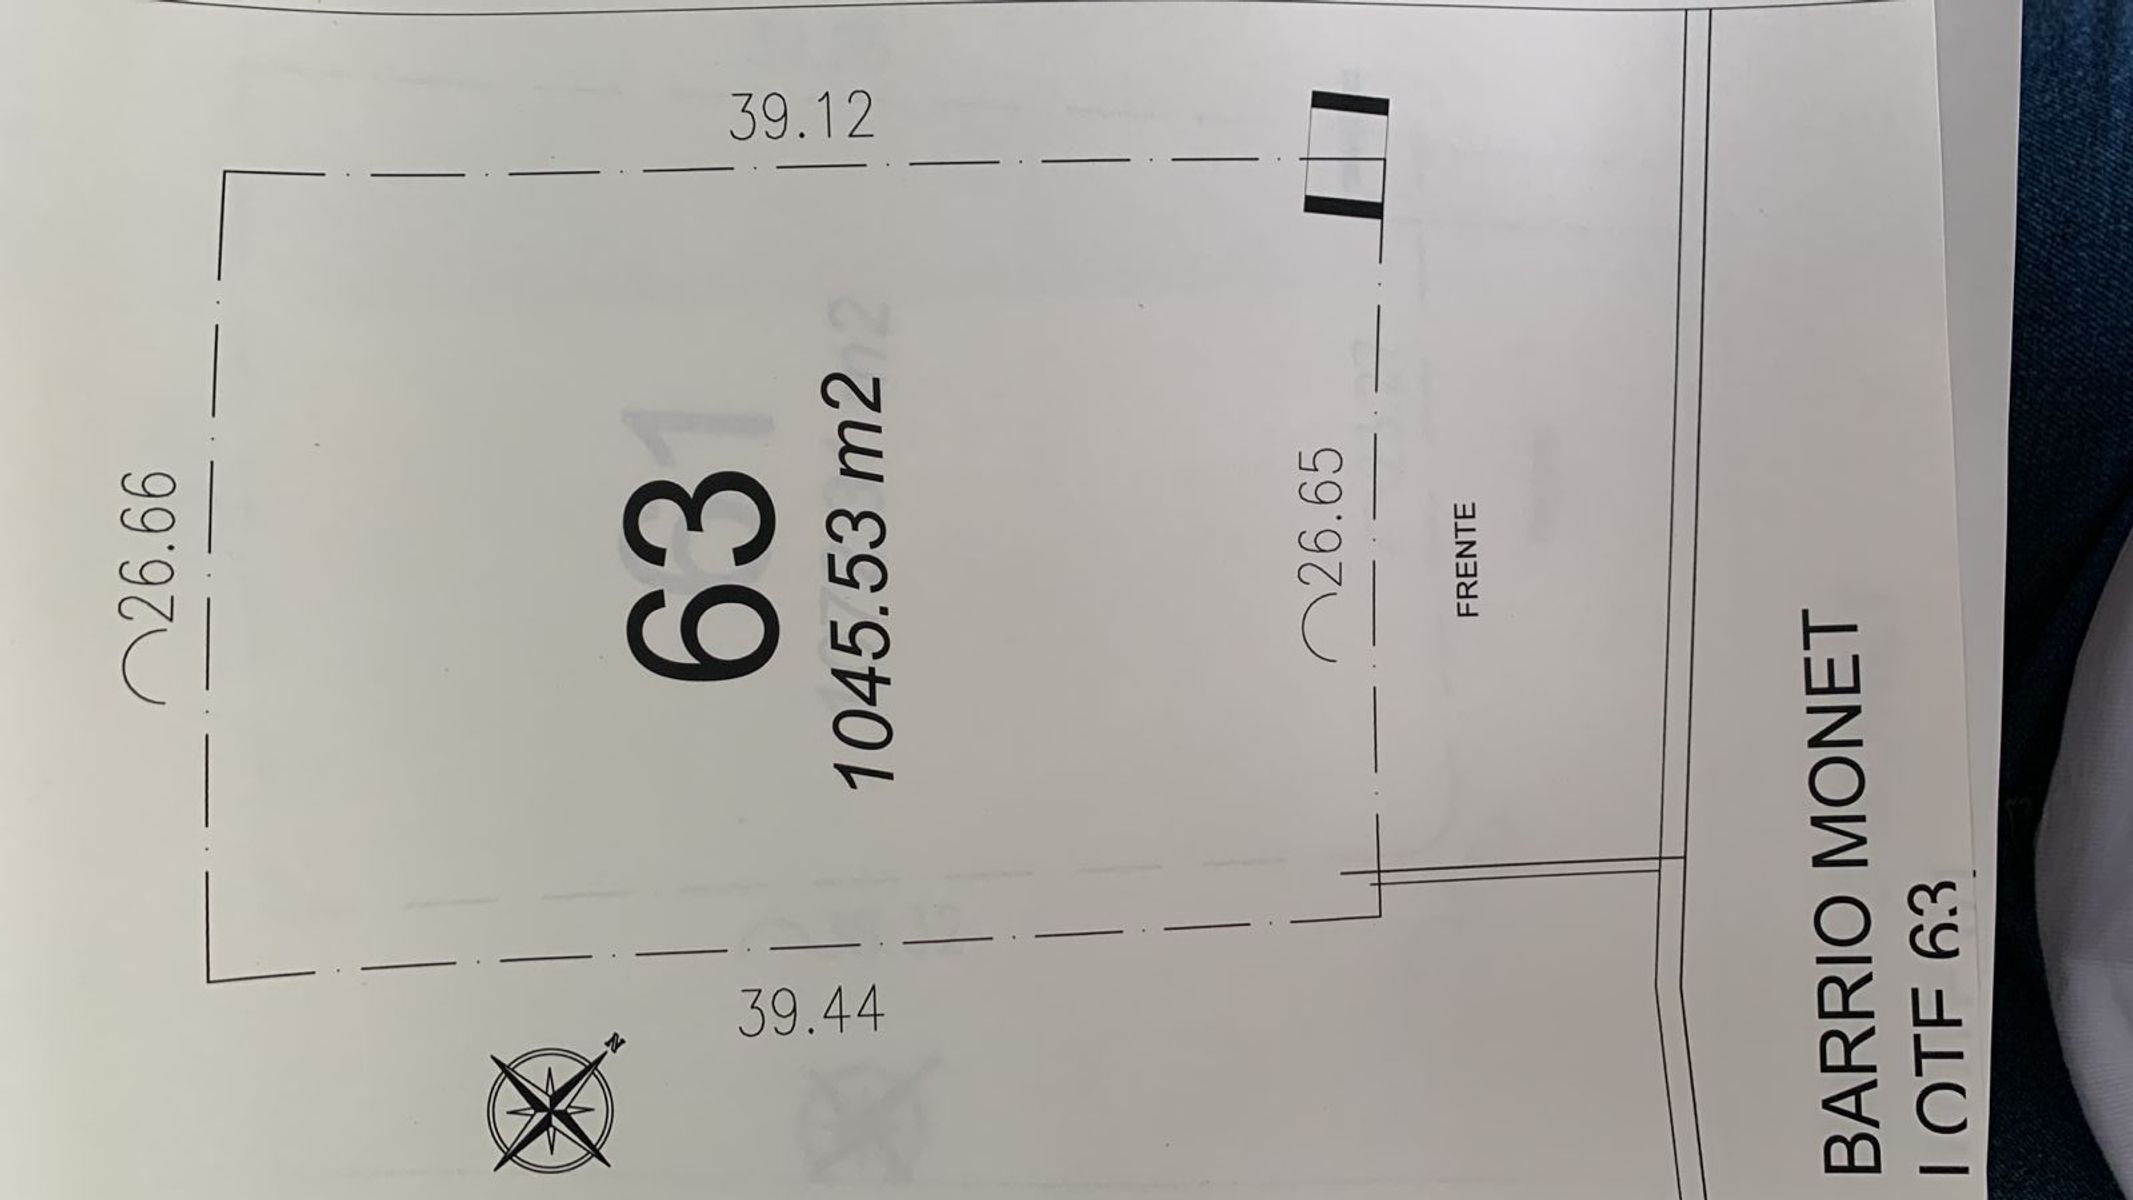 26.66
39.44
63
1045.53 m2
39.12
26.65
FRENTE
N
BARRIO MONET
LOTE 63